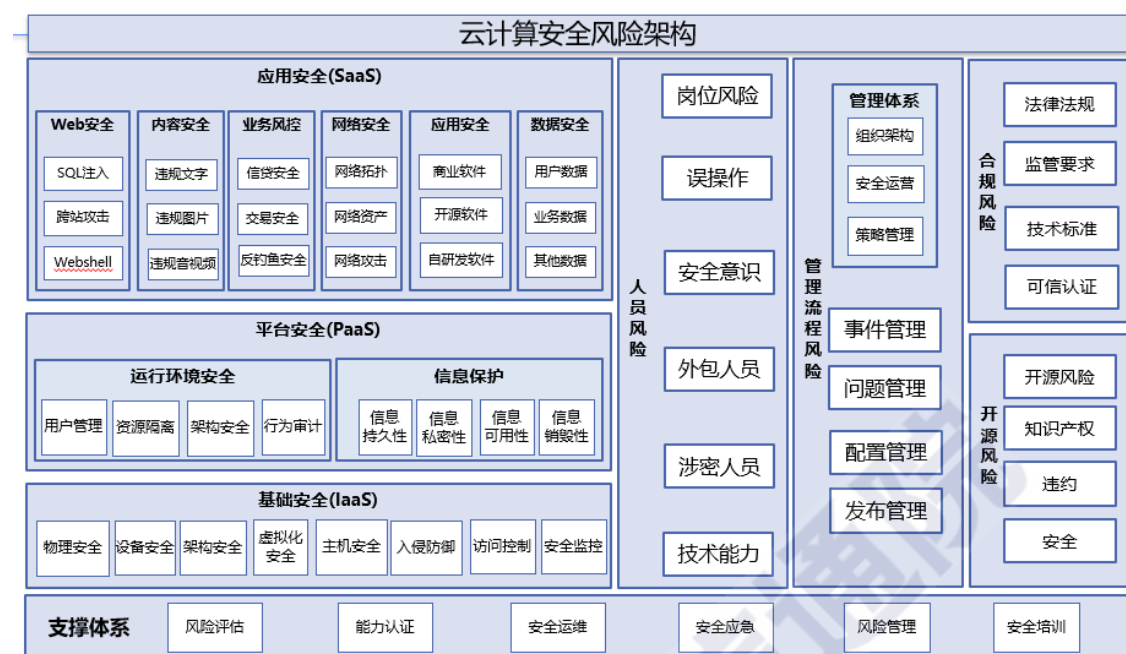 云计算安全风险架构
应用安全(SaaS)
Web安全
SQL注入
跨站攻击
Webshell
内容安全
违规文字
违规图片
违规音视频
业务风控
信贷安全
交易安全
反钓鱼安全
网络安全
网络拓扑
网络资产
网络攻击
应用安全
商业软件
开源软件
自研发软件
数据安全
用户数据
业务数据
其他数据
平台安全(PaaS)
运行环境安全
用户管理
资源隔离
架构安全
行为审计
信息保护
信息
持久性
信息
私密性
信息
可用性
信息
销毁性
基础安全(IaaS)
物理安全
设备安全
架构安全
虚拟化
安全
主机安全
入侵防御
访问控制
安全监控
人员风险
岗位风险
误操作
安全意识
外包人员
涉密人员
技术能力
管理流程风险
管理体系
组织架构
安全运营
策略管理
事件管理
问题管理
配置管理
发布管理
合规风险
法律法规
监管要求
技术标准
可信认证
开源风险
开源风险
知识产权
违约
安全
支撑体系
风险评估
能力认证
安全运维
安全应急
风险管理
安全培训
通院